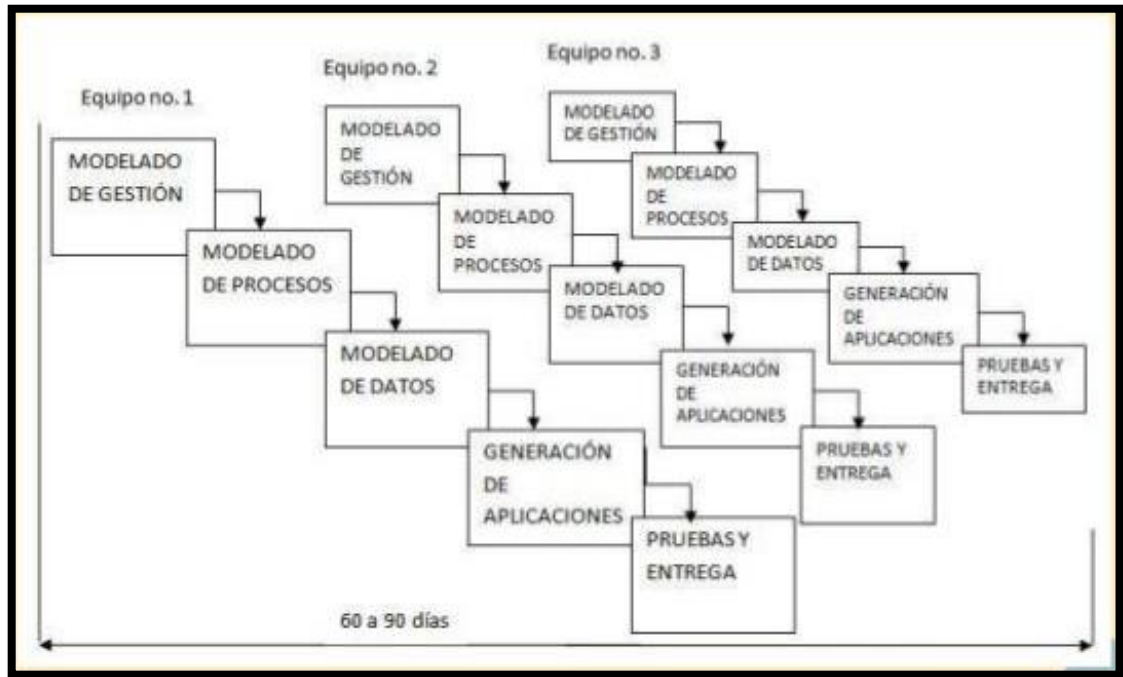 Equipo no. 1
MODELADO
DE GESTIÓN
MODELADO
DE PROCESOS
MODELADO
DE DATOS
GENERACIÓN
DE
APLICACIONES
PRUEBAS Y
ENTREGA
Equipo no. 2
MODELADO
DE
GESTIÓN
MODELADO
DE
PROCESOS
MODELADO
DE DATOS
GENERACIÓN
DE
APLICACIONES
PRUEBAS Y
ENTREGA
Equipo no. 3
MODELADO
DE GESTIÓN
MODELADO
DE
PROCESOS
MODELADO
DE DATOS
GENERACIÓN
DE
APLICACIONES
PRUEBAS Y
ENTREGA
60 a 90 días